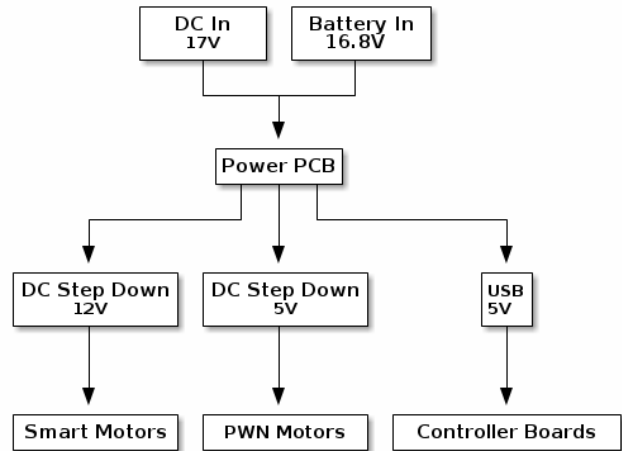 DC In
17V
Battery In
16.8V
Power PCB
DC Step Down
12V
DC Step Down
5V
USB
5V
Smart Motors
PWN Motors
Controller Boards